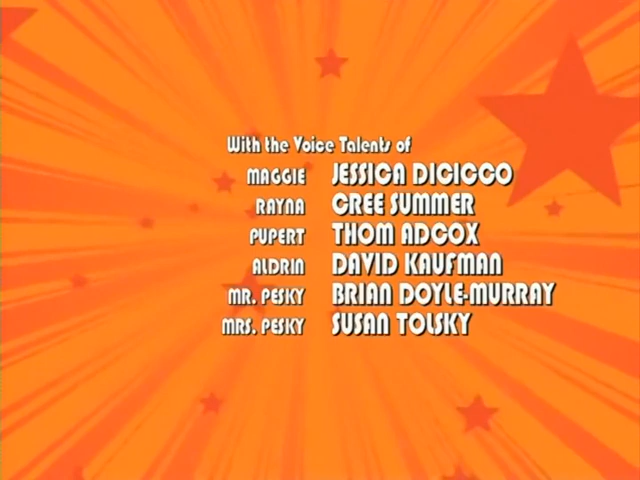 With the Voice Talents of
MAGGIE JESSICA DICICCO
RAYNA CREE SUMMER
PUPERT THOM ADCOX
ALDRIN DAVID KAUFMAN
MR. PESKY BRIAN DOYLE-MURRAY
MRS. PESKY SUSAN TOLSKY